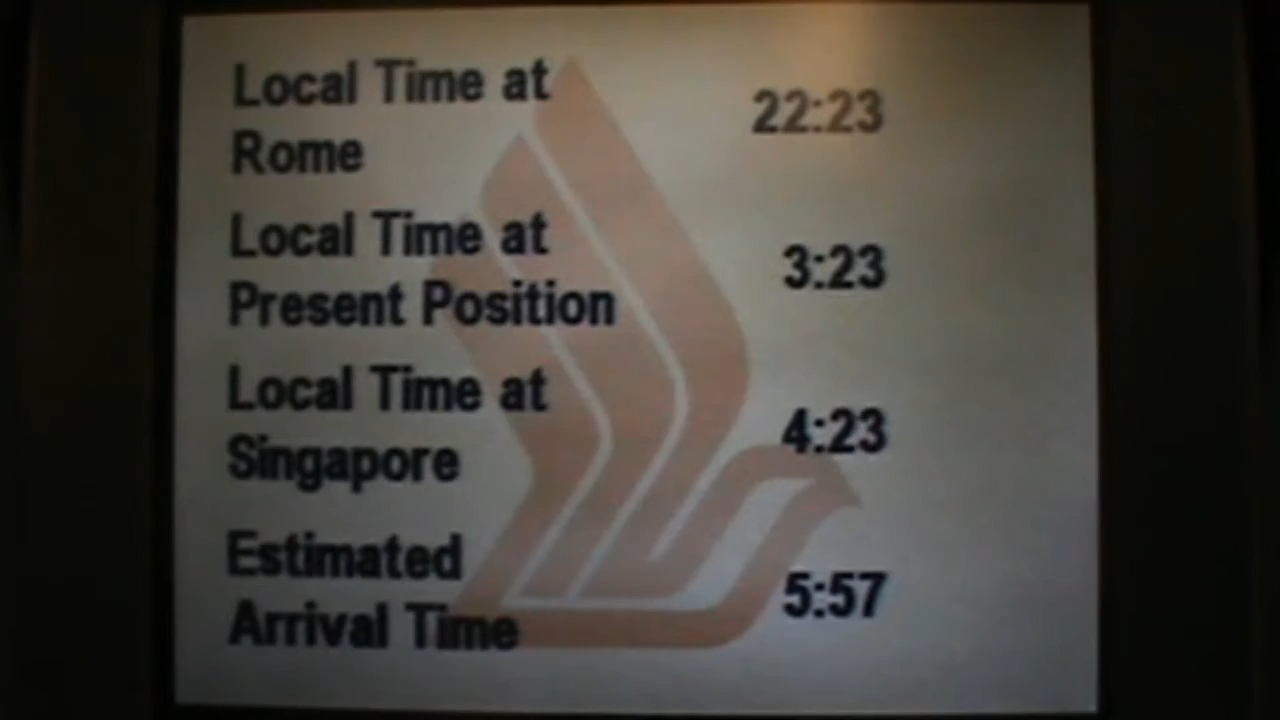 Local Time at
Rome
22:23
Local Time at
Present Position
3:23
Local Time at
Singapore
4:23
Estimated
Arrival Time
5:57